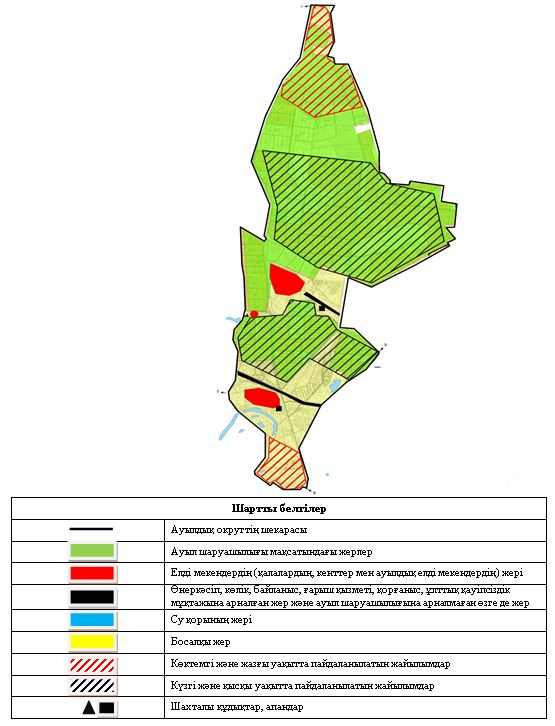 Шартты белгілер
Ауылдық округтің шекарасы
Ауыл шаруашылығы мақсатындағы жерлер
Елді мекендердің (қалалардың, кенттер мен ауылдық елді мекендердің) жері
Өнеркәсіп, көлік, байланыс, ғарыш қызметі, қорғаныс, ұлттық қауіпсіздік
мұқтажына арналған жер және ауыл шаруашылығына арналмаған өзге де жер
Су қорының жері
Босалқы жер
Көктемгі және жазғы уақытта пайдаланылатын жайылымдар
Күзгі және қысқы уақытта пайдаланылатын жайылымдар
Шахталы құдықтар, апандар